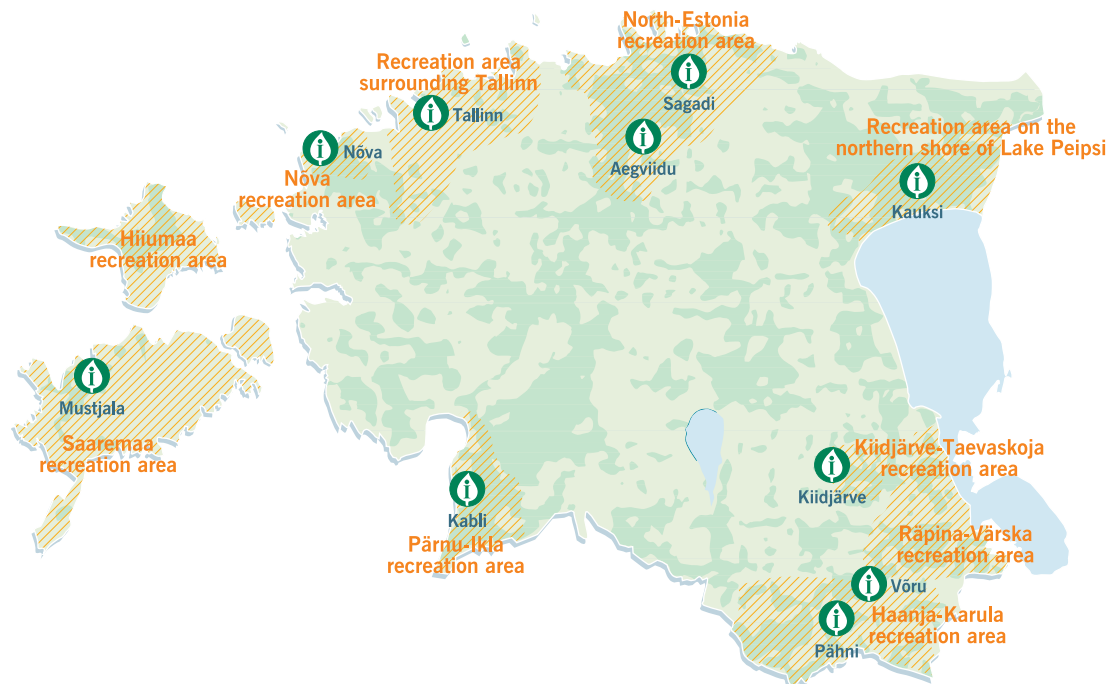 North-Estonia
recreation area
Recreation area
surrounding Tallinn
i
Sagadi
i
Tallinn
Recreation area on the
northern shore of Lake Peipsi
i
Aegviidu
i
Nõva
Nõva
recreation area
i
Kauksi
Hiiumaa
recreation area
i
Mustjala
Saaremaa
recreation area
Kiidjärve-Taevaskoja
recreation area
i
Kiidjärve
i
Kabli
Pärnu-Ikla
recreation area
Räpina-Värska
recreation area
i
Võru
Haanja-Karula
recreation area
i
Pähni